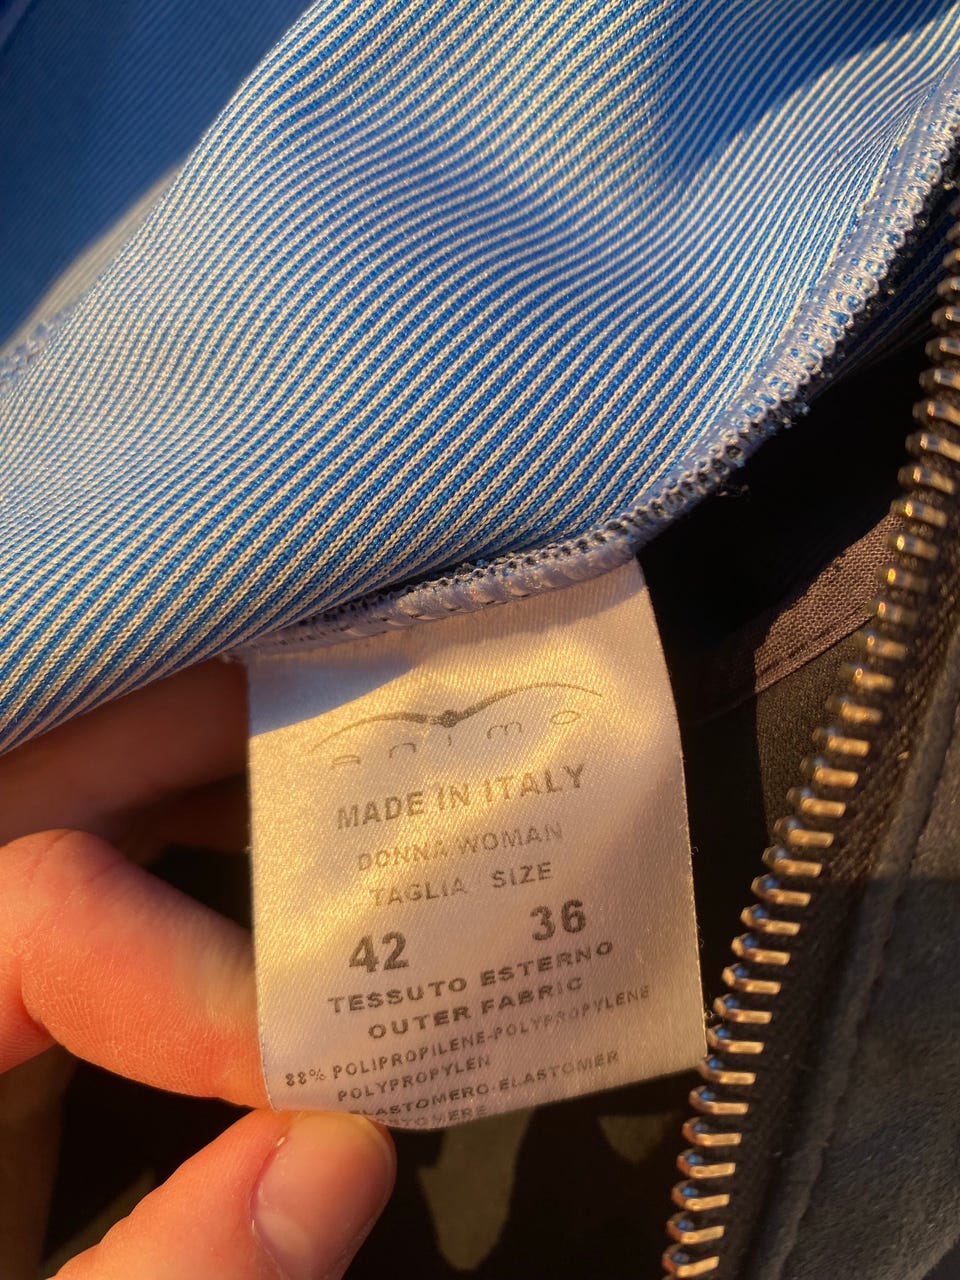 animo
MADE IN ITALY
DONNA WOMAN
TAGLIA SIZE
42 36
TESSUTO ESTERNO
OUTER FABRIC
88% POLIPROPILENE-POLYPROPYLENE
POLYPROPYLEN
ELASTOMERO-ELASTOMER